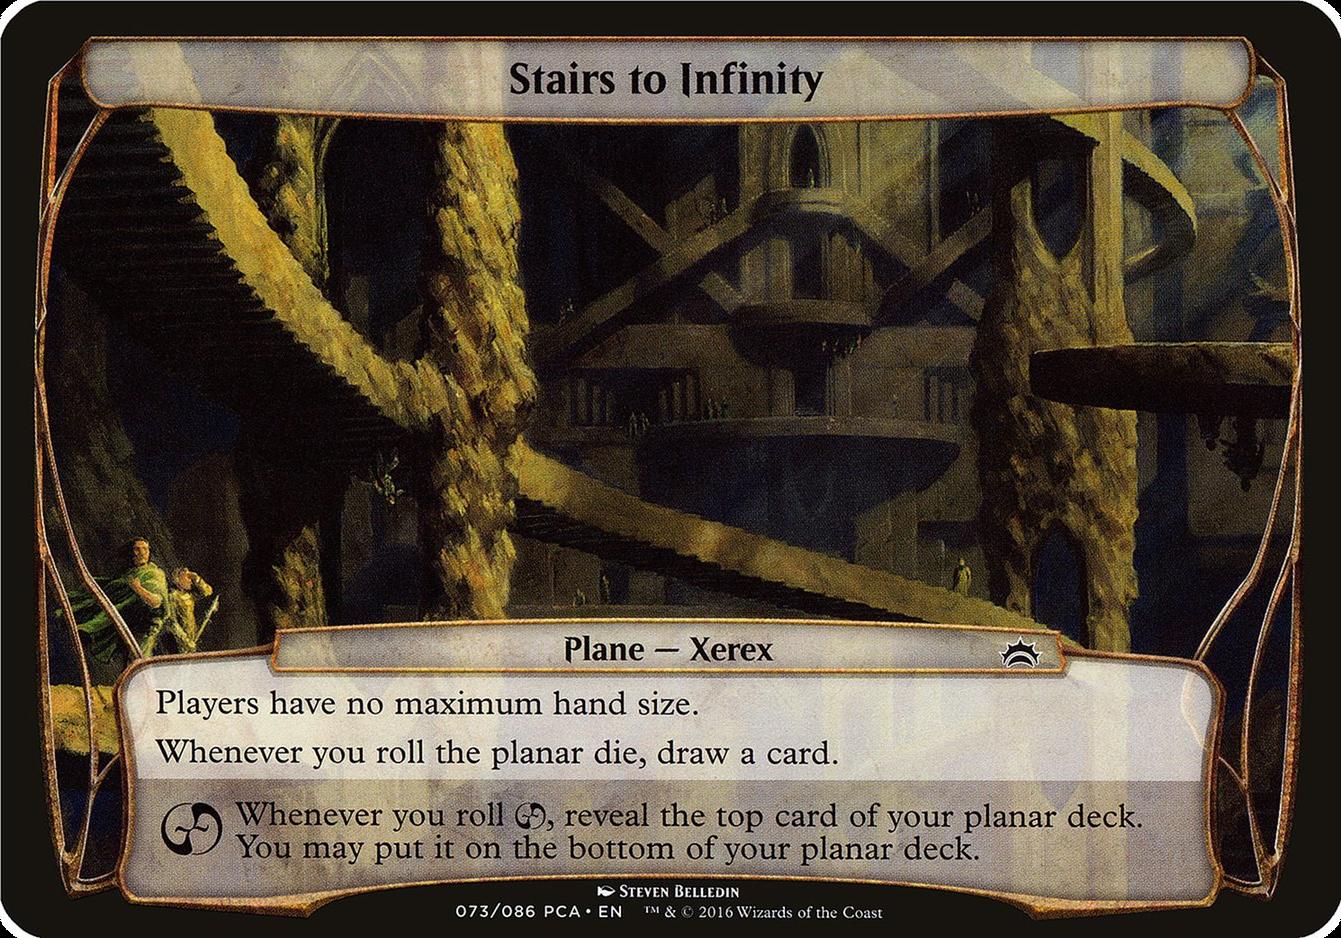 Stairs to Infinity
Plane — Xerex
Players have no maximum hand size.
Whenever you roll the planar die, draw a card.
Whenever you roll , reveal the top card of your planar deck.
You may put it on the bottom of your planar deck.
Steven Belledin
073/086 PCA • EN ™ & © 2016 Wizards of the Coast